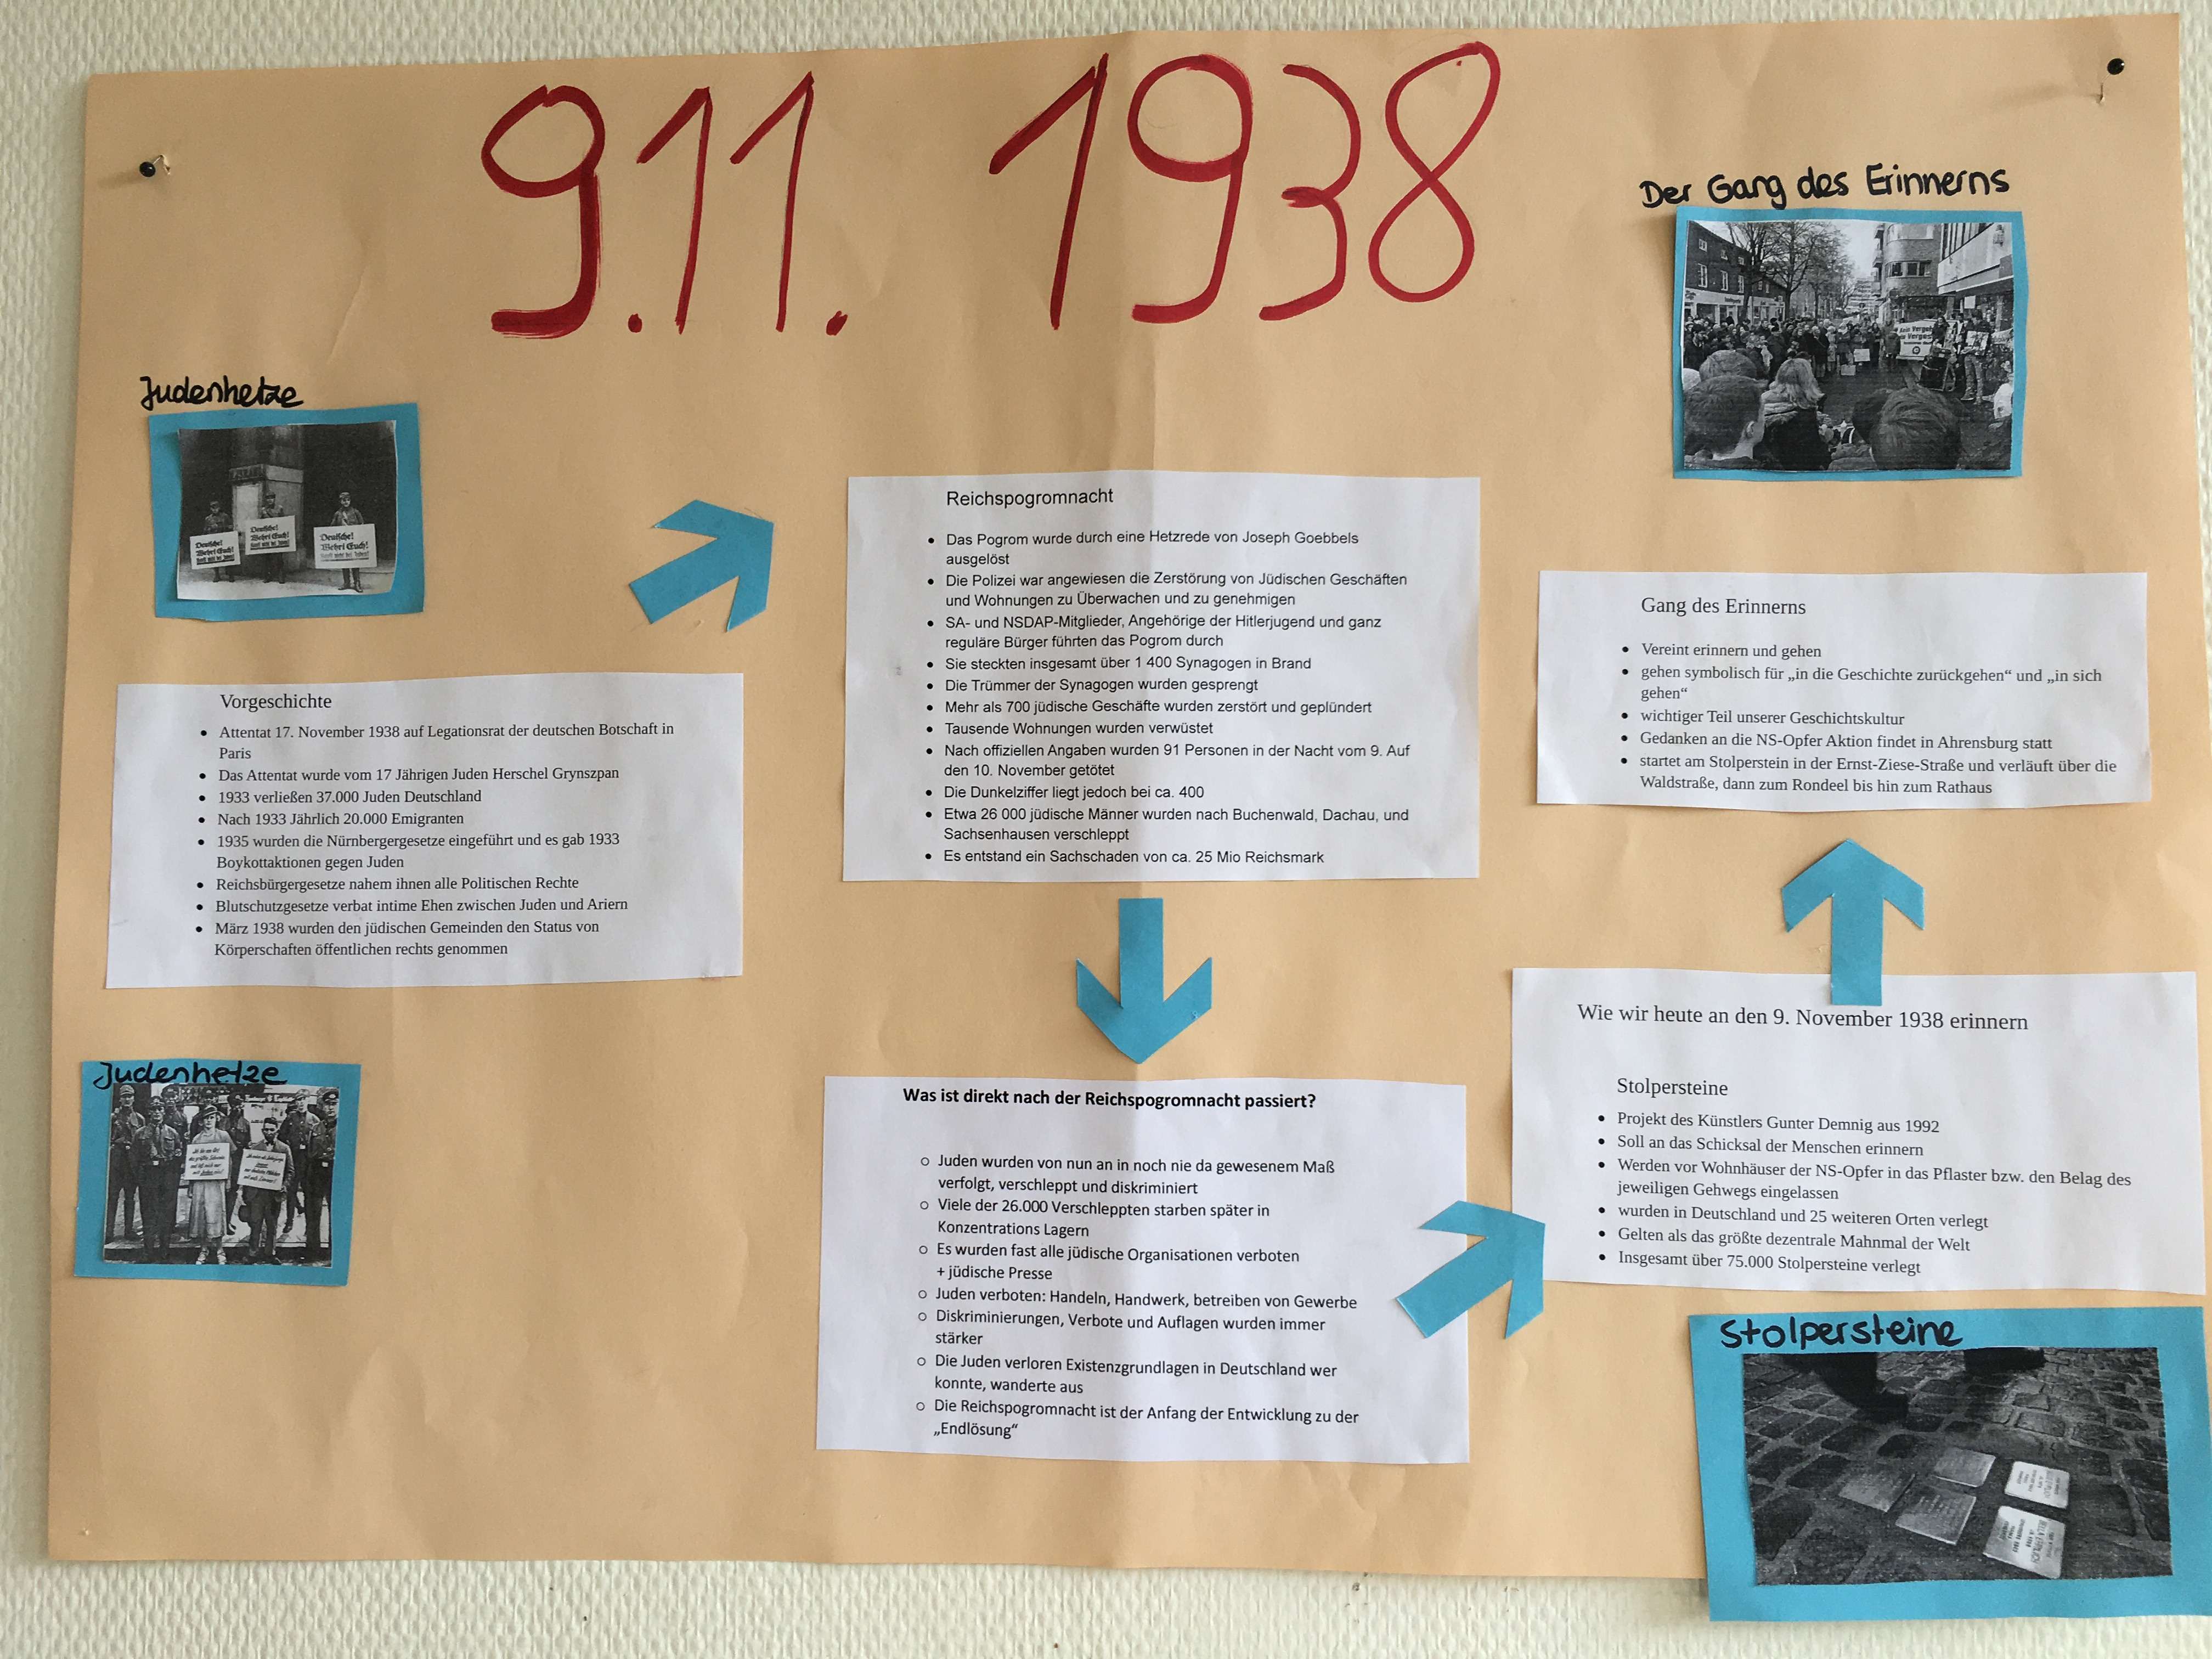 9.11. 1938
Judenhetze
Deutsche!
Wehrt Euch!
Deutsche!
Wehrt Euch!
Deutsche!
Wehrt Euch!
Vorgeschichte
• Attentat 17. November 1938 auf Legationsrat der deutschen Botschaft in
Paris
• Das Attentat wurde vom 17 Jährigen Juden Herschel Grynszpan
• 1933 verließen 37.000 Juden Deutschland
• Nach 1933 Jährlich 20.000 Emigranten
• 1935 wurden die Nürnbergergesetze eingeführt und es gab 1933
Boykottaktionen gegen Juden
• Reichsbürgergesetze nahem ihnen alle Politischen Rechte
• Blutschutzgesetze verbat intime Ehen zwischen Juden und Ariern
• März 1938 wurden den jüdischen Gemeinden den Status von
Körperschaften öffentlichen rechts genommen
Judenhetze
Reichspogromnacht
• Das Pogrom wurde durch eine Hetzrede von Joseph Goebbels
ausgelöst
• Die Polizei war angewiesen die Zerstörung von Jüdischen Geschäften
und Wohnungen zu Überwachen und zu genehmigen
• SA- und NSDAP-Mitglieder, Angehörige der Hitlerjugend und ganz
reguläre Bürger führten das Pogrom durch
• Sie steckten insgesamt über 1 400 Synagogen in Brand
• Die Trümmer der Synagogen wurden gesprengt
• Mehr als 700 jüdische Geschäfte wurden zerstört und geplündert
• Tausende Wohnungen wurden verwüstet
• Nach offiziellen Angaben wurden 91 Personen in der Nacht vom 9. Auf
den 10. November getötet
• Die Dunkelziffer liegt jedoch bei ca. 400
• Etwa 26 000 jüdische Männer wurden nach Buchenwald, Dachau, und
Sachsenhausen verschleppt
• Es entstand ein Sachschaden von ca. 25 Mio Reichsmark
Was ist direkt nach der Reichspogromnacht passiert?
o Juden wurden von nun an in noch nie da gewesenem Maß
verfolgt, verschleppt und diskriminiert
o Viele der 26.000 Verschleppten starben später in
Konzentrations Lagern
o Es wurden fast alle jüdische Organisationen verboten
+ jüdische Presse
o Juden verboten: Handeln, Handwerk, betreiben von Gewerbe
o Diskriminierungen, Verbote und Auflagen wurden immer
stärker
o Die Juden verloren Existenzgrundlagen in Deutschland wer
konnte, wanderte aus
o Die Reichspogromnacht ist der Anfang der Entwicklung zu der
„Endlösung“
Wie wir heute an den 9. November 1938 erinnern
Stolpersteine
• Projekt des Künstlers Gunter Demnig aus 1992
• Soll an das Schicksal der Menschen erinnern
• Werden vor Wohnhäuser der NS-Opfer in das Pflaster bzw. den Belag des
jeweiligen Gehwegs eingelassen
• wurden in Deutschland und 25 weiteren Orten verlegt
• Gelten als das größte dezentrale Mahnmal der Welt
• Insgesamt über 75.000 Stolpersteine verlegt
Stolpersteine
Der Gang des Erinnerns
Gang des Erinnerns
• Vereint erinnern und gehen
• gehen symbolisch für „in die Geschichte zurückgehen“ und „in sich
gehen“
• wichtiger Teil unserer Geschichtskultur
• Gedanken an die NS-Opfer Aktion findet in Ahrensburg statt
• startet am Stolperstein in der Ernst-Ziese-Straße und verläuft über die
Waldstraße, dann zum Rondeel bis hin zum Rathaus